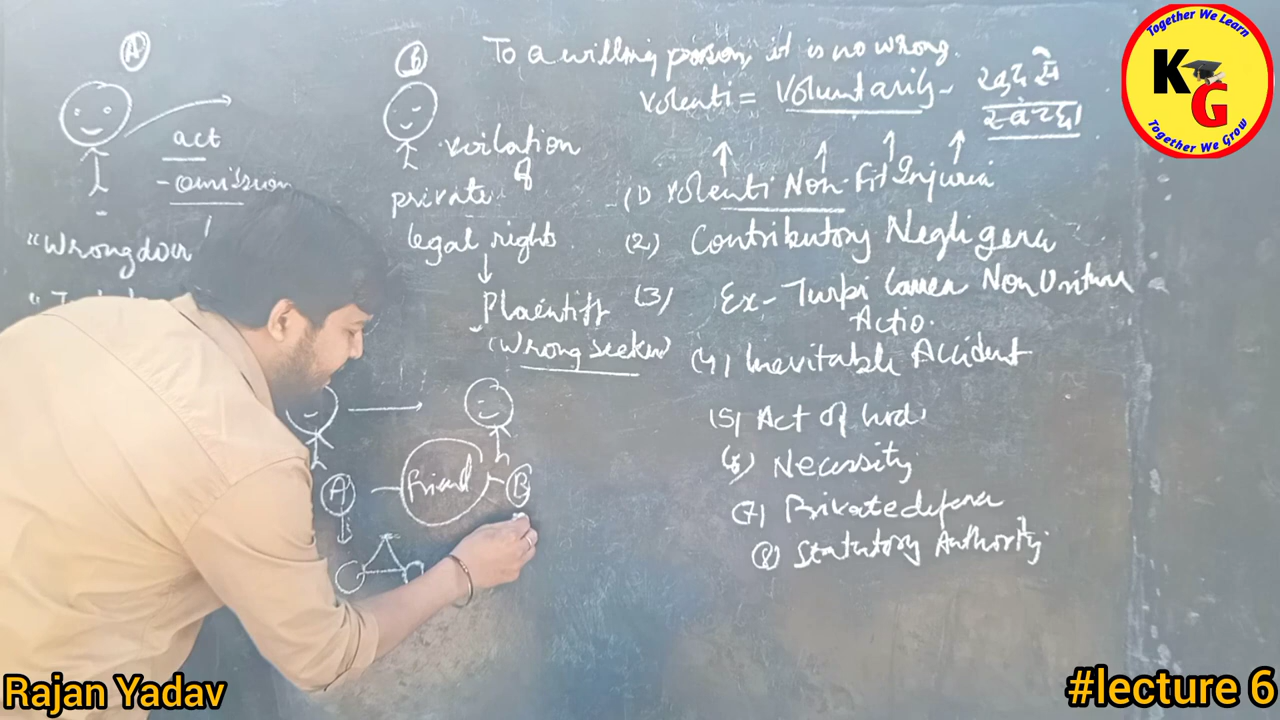 A
act
- omission
"Wrongdoer
B
voilation
of
private
legal rights
Plaintiff
(Wrong Seeker)
A
Friend
B
To a willing person, it is no wrong.
Volenti = Voluntarily -
(1) Volenti Non-Fit Injuria
(2) Contributory Negligence
(3) Ex- Turpi Causa Non Oritur
Actio.
(4) Inevitable Accident
(5) Act of God
(6) Necessity
(7) Private defence
(8) Statutory Authority
Together We Learn
KG
Together We Grow
Rajan Yadav
#lecture 6